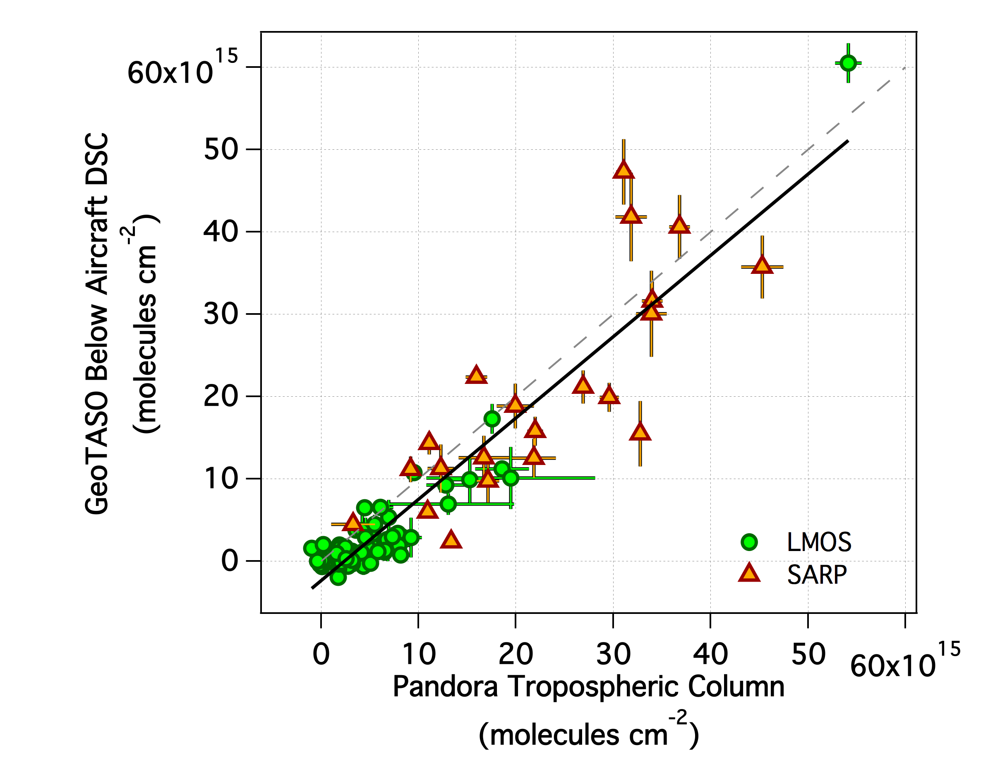 GeoTASO Below Aircraft DSC
(molecules cm-2)
60x10 15
50
40
30
20
10
0
LMOS
SARP
0 10 20 30 40 50 60x10 15
Pandora Tropospheric Column
(molecules cm-2)